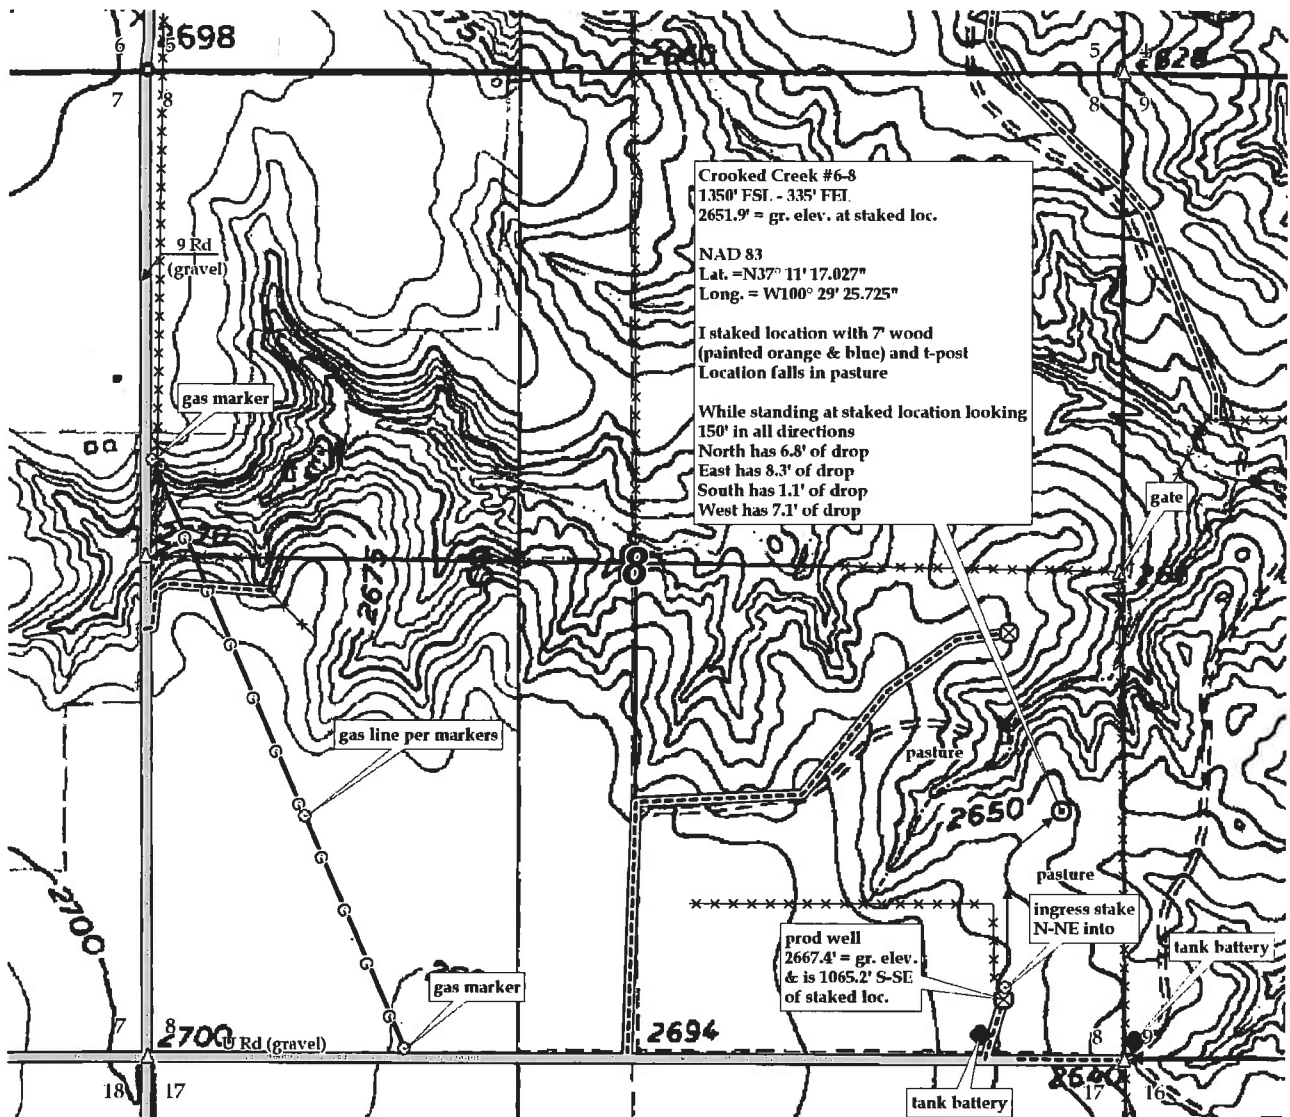 2698
6
5
2660
5
4
2628
7
8
8
9
Crooked Creek #6-8
1350' FSL - 335' FEL
2651.9' = gr. elev. at staked loc.
NAD 83
Lat. =N37° 11' 17.027"
Long. = W100° 29' 25.725"
I staked location with 7' wood
(painted orange & blue) and t-post
Location falls in pasture
While standing at staked location looking
150' in all directions
North has 6.8' of drop
East has 8.3' of drop
South has 1.1' of drop
West has 7.1' of drop
9 Rd
(gravel)
gas marker
gate
8
2675
gas line per markers
pasture
2650
pasture
2700
ingress stake
N-NE into
prod well
2667.4' = gr. elev.
& is 1065.2' S-SE
of staked loc.
tank battery
gas marker
7
8
2700
U Rd (gravel)
2694
8
9
2640
18
17
17
16
tank battery